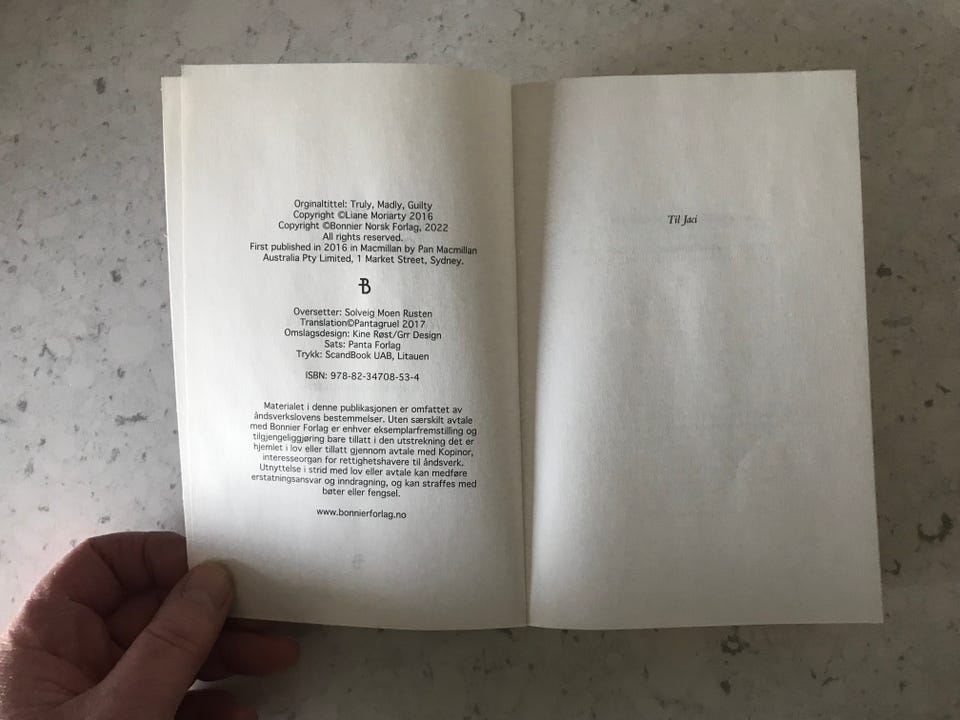 Orginaltittel: Truly, Madly, Guilty
Copyright ©Liane Moriarty 2016
Copyright ©Bonnier Norsk Forlag, 2022
All rights reserved.
First published in 2016 in Macmillan by Pan Macmillan
Australia Pty Limited, 1 Market Street, Sydney.
B
Oversetter: Solveig Moen Rusten
Translation©Pantagruel 2017
Omslagsdesign: Kine Røst/Grr Design
Sats: Panta Forlag
Trykk: ScandBook UAB, Litauen
ISBN: 978-82-34708-53-4
Materialet i denne publikasjonen er omfattet av
åndsverkslovens bestemmelser. Uten særskilt avtale
med Bonnier Forlag er enhver eksemplarfremstilling og
tilgjengeliggjøring bare tillatt i den utstrekning det er
hjemlet i lov eller tillatt gjennom avtale med Kopinor,
interesseorgan for rettighetshavere til åndsverk.
Utnyttelse i strid med lov eller avtale kan medføre
erstatningsansvar og inndragning, og kan straffes med
bøter eller fengsel.
www.bonnierforlag.no
Til Jaci